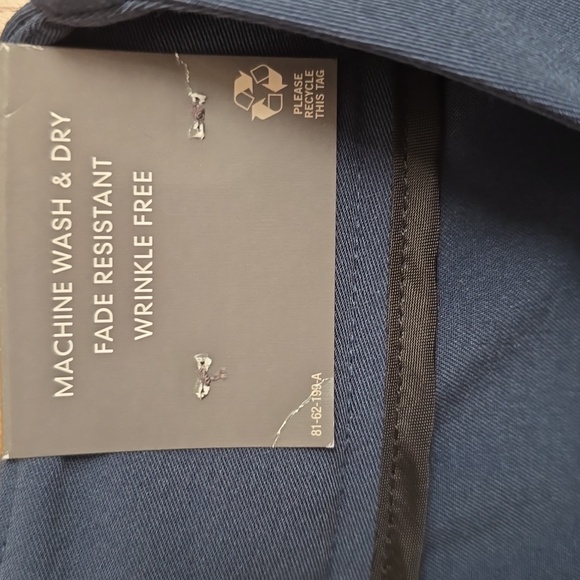 MACHINE WASH & DRY
FADE RESISTANT
WRINKLE FREE
PLEASE
RECYCLE
THIS TAG
81-62-199-A